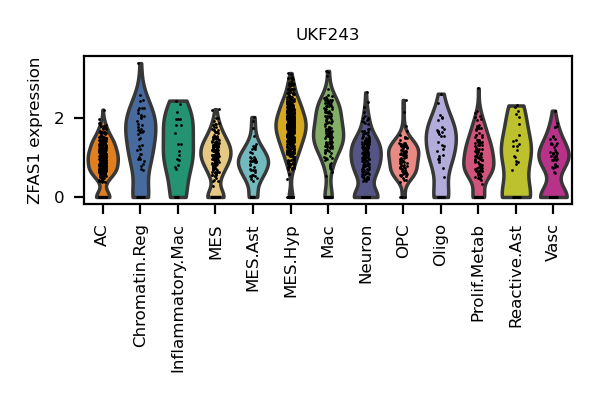 UKF243
ZFAS1 expression
2
0
AC
Chromatin.Reg
Inflammatory.Mac
MES
MES.Ast
MES.Hyp
Mac
Neuron
OPC
Oligo
Prolif.Metab
Reactive.Ast
Vasc